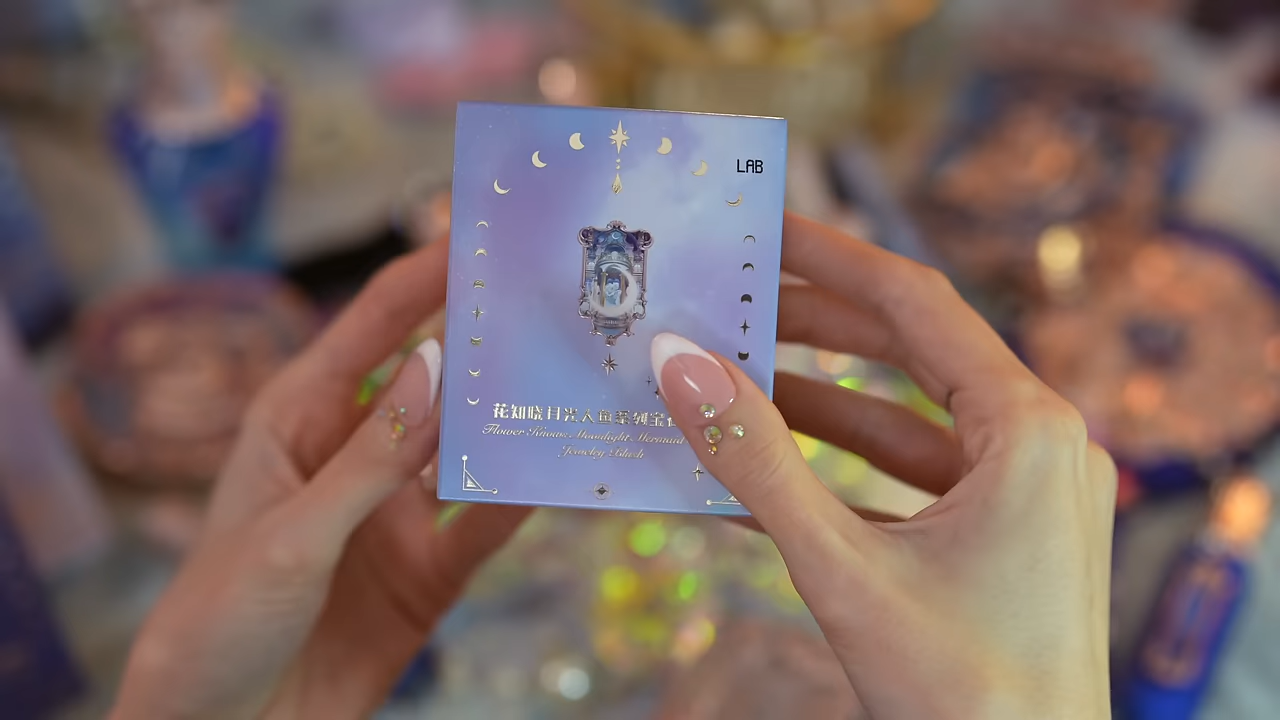 LAB
花知晓月光人鱼系列宝
Flower Knows Moonlight Mermaid
Jewelry Blush